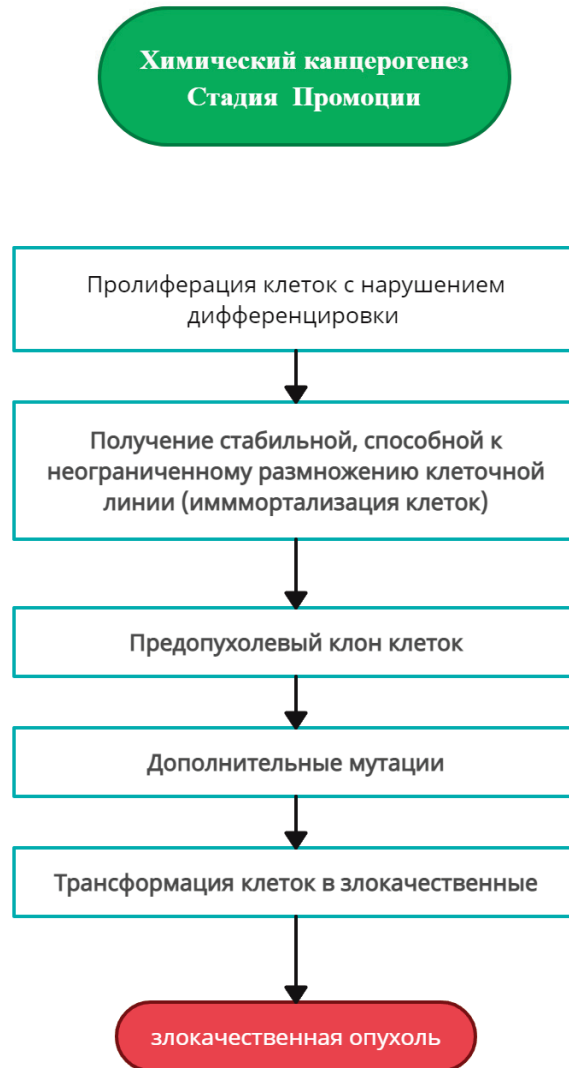 Химический канцерогенез
Стадия Промоции
Пролиферация клеток с нарушением
дифференцировки
Получение стабильной, способной к
неограниченному размножению клеточной
линии (имммортализация клеток)
Предопухолевый клон клеток
Дополнительные мутации
Трансформация клеток в злокачественные
злокачественная опухоль